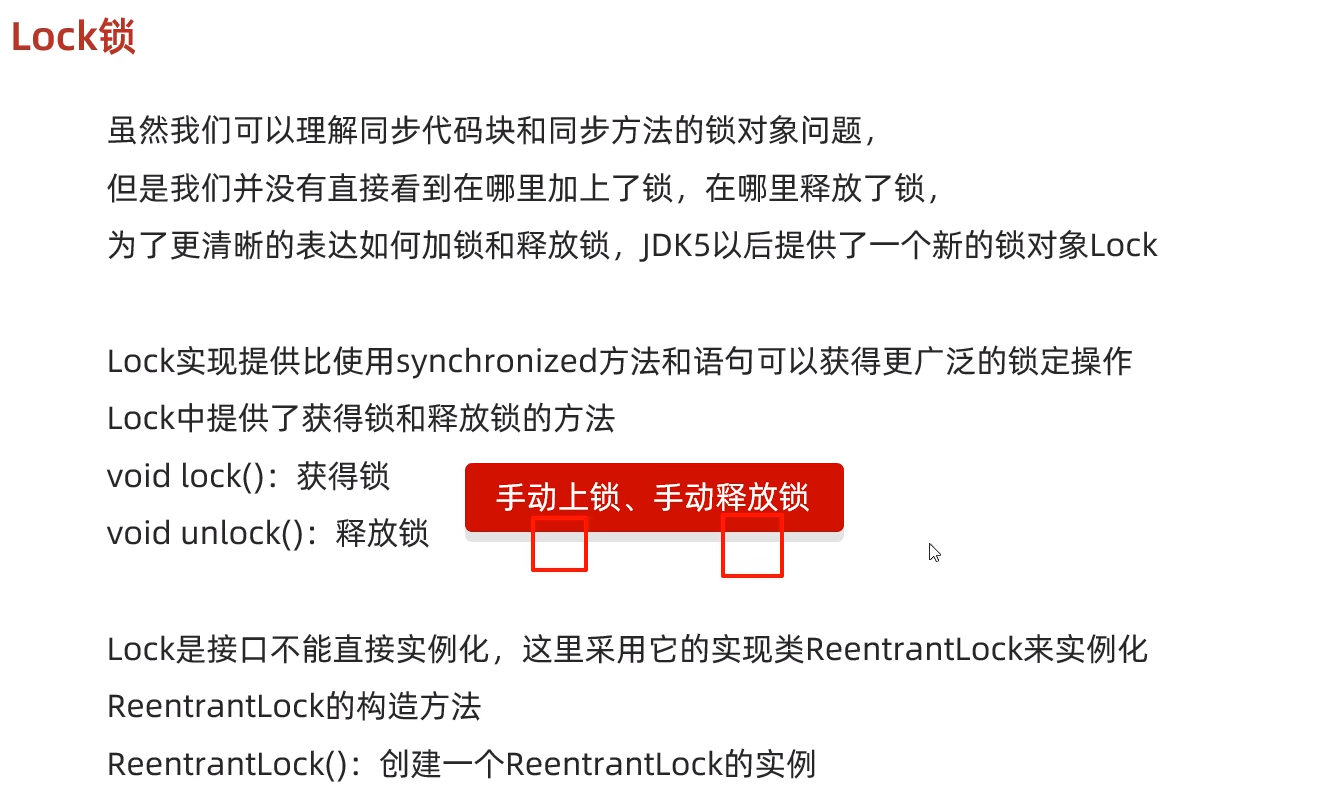 Lock锁
虽然我们可以理解同步代码块和同步方法的锁对象问题，
但是我们并没有直接看到在哪里加上了锁，在哪里释放了锁，
为了更清晰的表达如何加锁和释放锁，JDK5以后提供了一个新的锁对象Lock
Lock实现提供比使用synchronized方法和语句可以获得更广泛的锁定操作
Lock中提供了获得锁和释放锁的方法
void lock()：获得锁
手动上锁、手动释放锁
void unlock()：释放锁
Lock是接口不能直接实例化，这里采用它的实现类ReentrantLock来实例化
ReentrantLock的构造方法
ReentrantLock()：创建一个ReentrantLock的实例